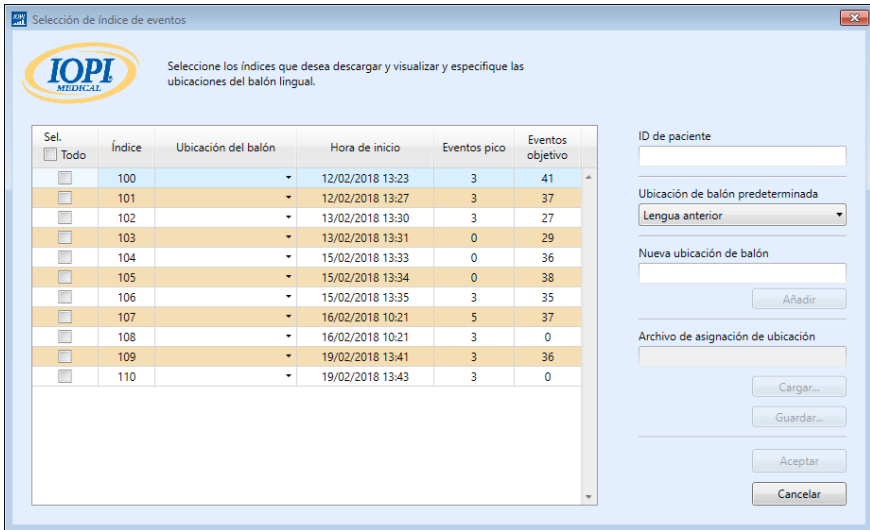 IOPI
Selección de índice de eventos
IOPI
MEDICAL
Seleccione los índices que desea descargar y visualizar y especifique las
ubicaciones del balón lingual.
Sel.
Todo
Índice
Ubicación del balón
Hora de inicio
Eventos pico
Eventos
objetivo
100 12/02/2018 13:23 3 41
101 12/02/2018 13:27 3 37
102 13/02/2018 13:30 3 27
103 13/02/2018 13:31 0 29
104 15/02/2018 13:33 0 36
105 15/02/2018 13:34 0 38
106 15/02/2018 13:35 3 35
107 16/02/2018 10:21 5 37
108 16/02/2018 10:21 3 0
109 19/02/2018 13:41 3 36
110 19/02/2018 13:43 3 0
ID de paciente
Ubicación de balón predeterminada
Lengua anterior
Nueva ubicación de balón
Añadir
Archivo de asignación de ubicación
Cargar...
Guardar...
Aceptar
Cancelar